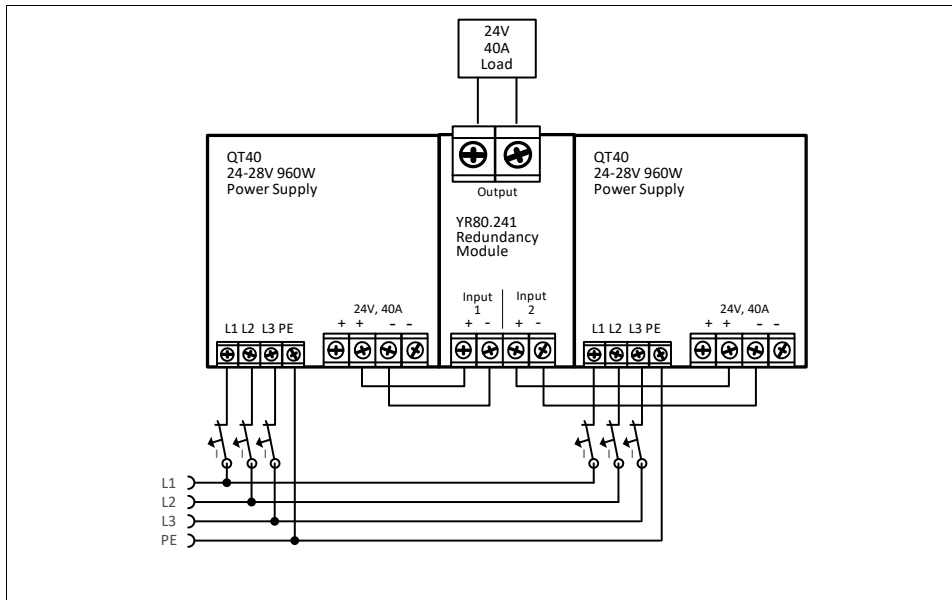 24V
40A
Load
QT40
24-28V 960W
Power Supply
Output
YR80.241
Redundancy
Module
QT40
24-28V 960W
Power Supply
Input
1
Input
2
24V, 40A
24V, 40A
L1 L2 L3 PE
+ + - -
+ - + -
L1 L2 L3 PE
+ + - -
I I I
I I I
L1
L2
L3
PE